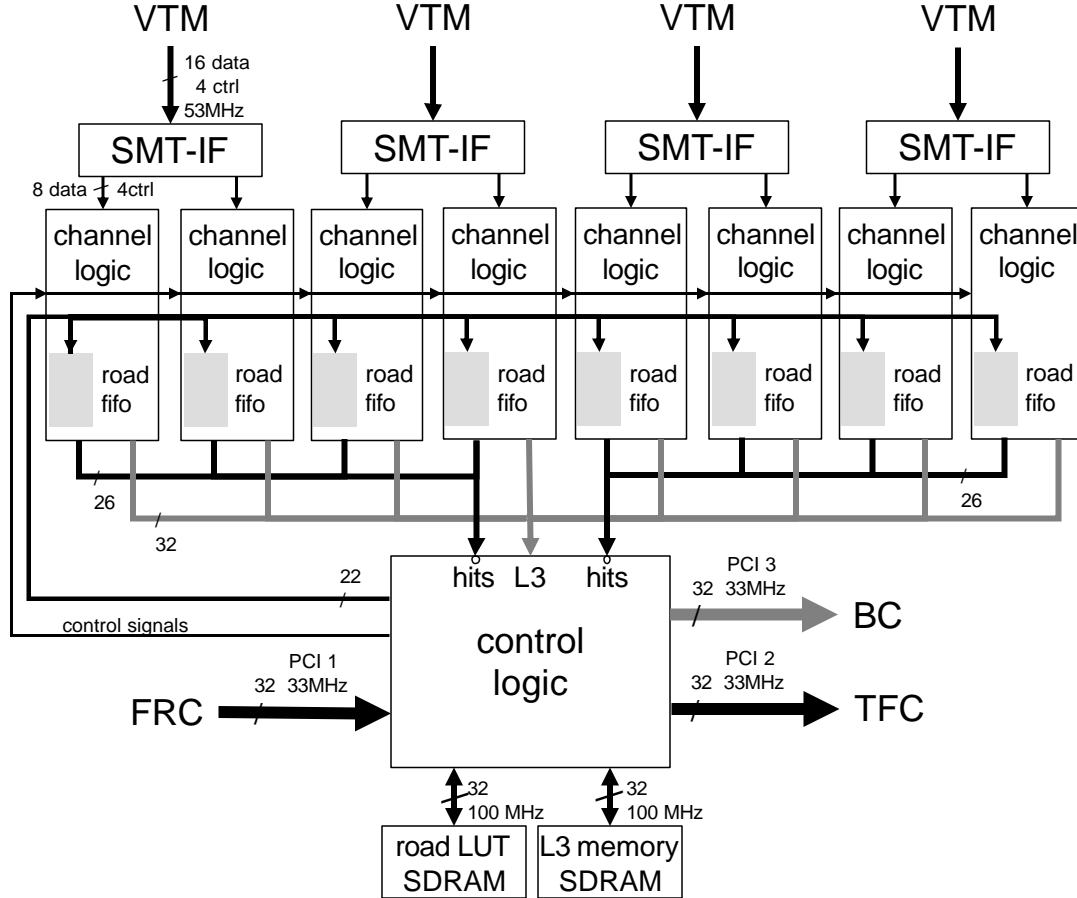 VTM VTM VTM VTM
16 data
4 ctrl
53MHz
SMT-IF SMT-IF SMT-IF SMT-IF
8 data 4ctrl
channel channel channel channel channel channel channel channel
logic logic logic logic logic logic logic logic
road road road road road road road road
fifo fifo fifo fifo fifo fifo fifo fifo
26 26
32
hits L3 hits
22
control signals
control
logic
PCI 3
32 33MHz
BC
PCI 1
32 33MHz
FRC
PCI 2
32 33MHz
TFC
32
100 MHz
32
100 MHz
road LUT
SDRAM
L3 memory
SDRAM